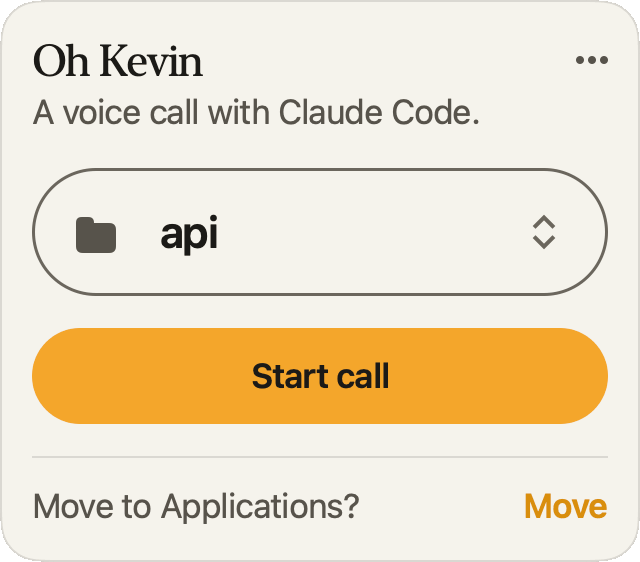 Oh Kevin
A voice call with Claude Code.
api
Start call
Move to Applications? Move